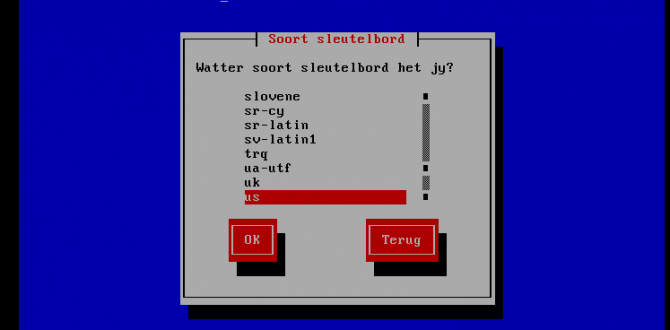 Soort sleutelbord
Watter soort sleutelbord het jy?
slovene
sr-cy
sr-latin
sv-latin1
trq
ua-utf
uk
us
OK
Terug